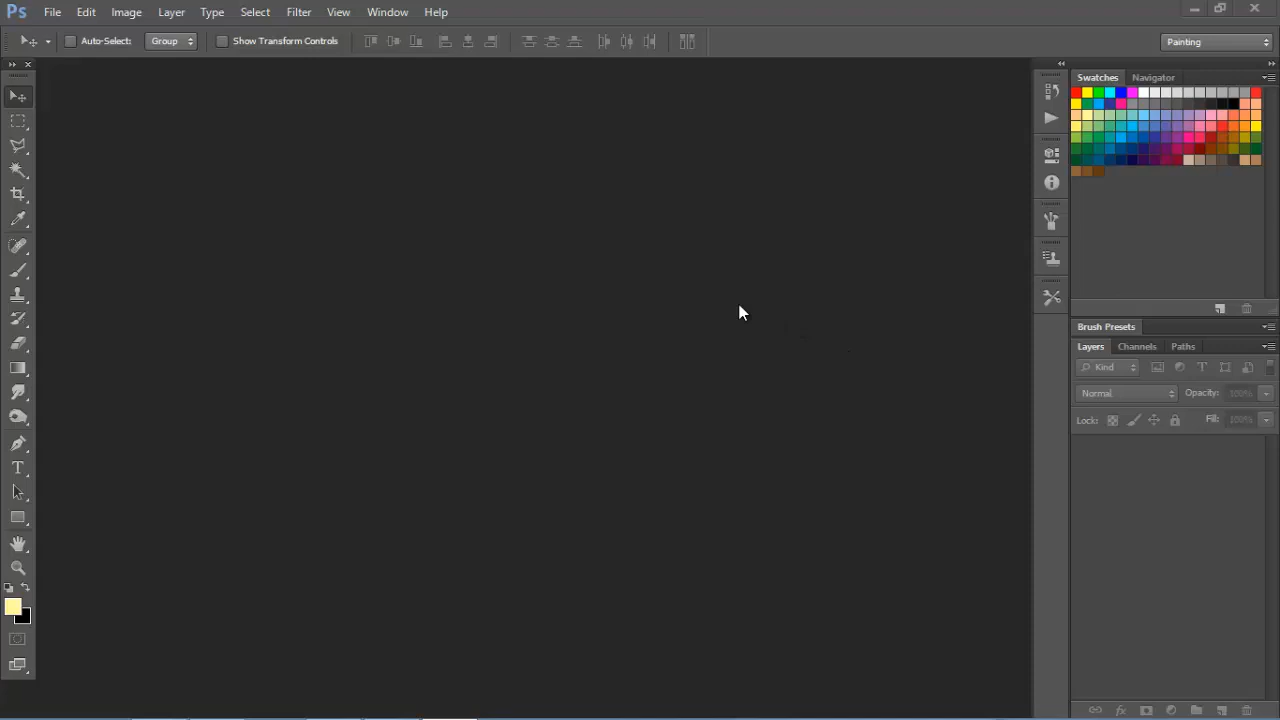 Ps File Edit Image Layer Type Select Filter View Window Help
Auto-Select: Group Show Transform Controls Painting
Swatches Navigator
Brush Presets
Layers Channels Paths
Kind
Normal Opacity: 100%
Lock: Fill: 100%